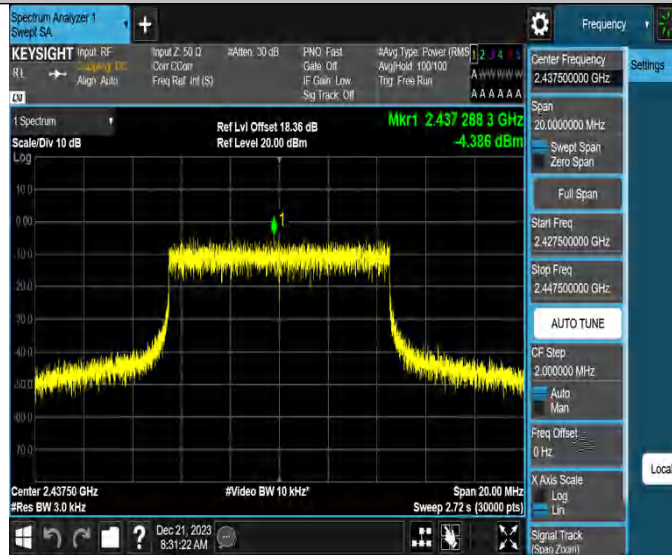 Spectrum Analyzer 1
Swept SA
Frequency
KEYSIGHT
Input: RF
Coupling: DC
Align: Auto
Input Z: 50 Ω
Corr CCorr
Freq Ref: Int (S)
#Atten: 30 dB
PNO: Fast
Gate: Off
IF Gain: Low
Sig Track: Off
#Avg Type: Power (RMS
Avg|Hold: 100/100
Trig: Free Run
1 2 3 4 5 6
A W W W W W
A A A A A A
RL
1 Spectrum
Scale/Div 10 dB
Ref Lvl Offset 18.36 dB
Ref Level 20.00 dBm
Mkr1 2.437 288 3 GHz
-4.386 dBm
Log
10.0
0.00
-10.0
-20.0
-30.0
-40.0
-50.0
-60.0
-70.0
1
Center 2.43750 GHz
#Res BW 3.0 kHz
#Video BW 10 kHz*
Span 20.00 MHz
Sweep 2.72 s (30000 pts)
Dec 21, 2023
8:31:22 AM
Center Frequency
2.437500000 GHz
Settings
Span
20.0000000 MHz
Swept Span
Zero Span
Full Span
Start Freq
2.427500000 GHz
Stop Freq
2.447500000 GHz
AUTO TUNE
CF Step
2.000000 MHz
Auto
Man
Freq Offset
0 Hz
X Axis Scale
Log
Lin
Local
Signal Track
(Span Zoom)